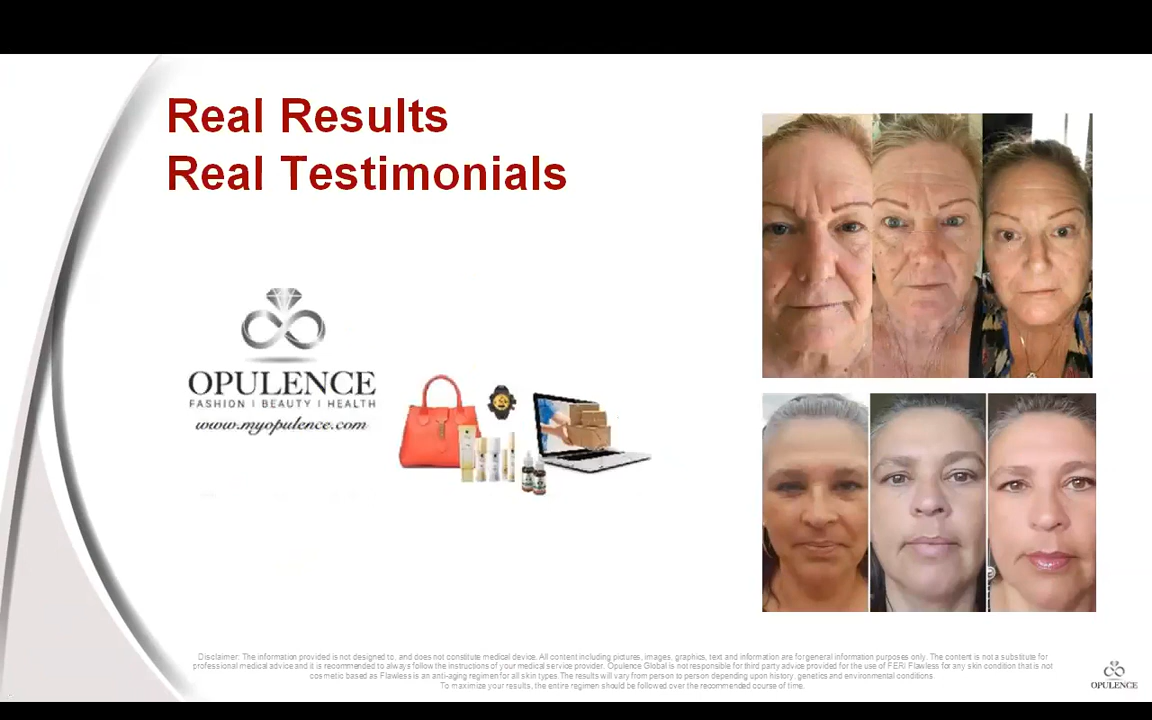 Real Results
Real Testimonials
OPULENCE
FASHION | BEAUTY | HEALTH
www.myopulence.com
Disclaimer: The information provided is not designed to, and does not constitute medical device. All content including pictures, images, graphics, text and information are for general information purposes only. The content is not a substitute for
professional medical advice and it is recommended to always follow the instructions of your medical service provider. Opulence Global is not responsible for third party advice provided for the use of FERI Flawless for any skin condition that is not
cosmetic based as Flawless is an anti-aging regimen for all skin types. The results will vary from person to person depending upon history, genetics and environmental conditions.
To maximize your results, the entire regimen should be followed over the recommended course of time.
OPULENCE